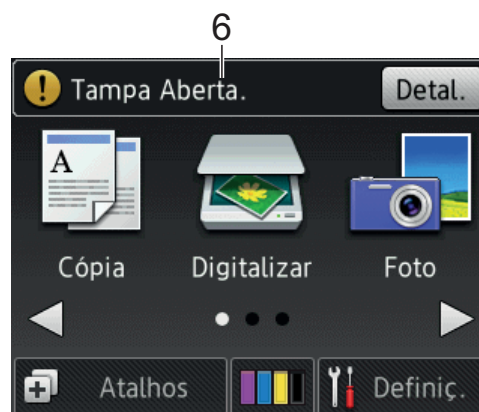 6
Tampa Aberta.
Detal.
A
Cópia
Digitalizar
Foto
Atalhos
Definiç.